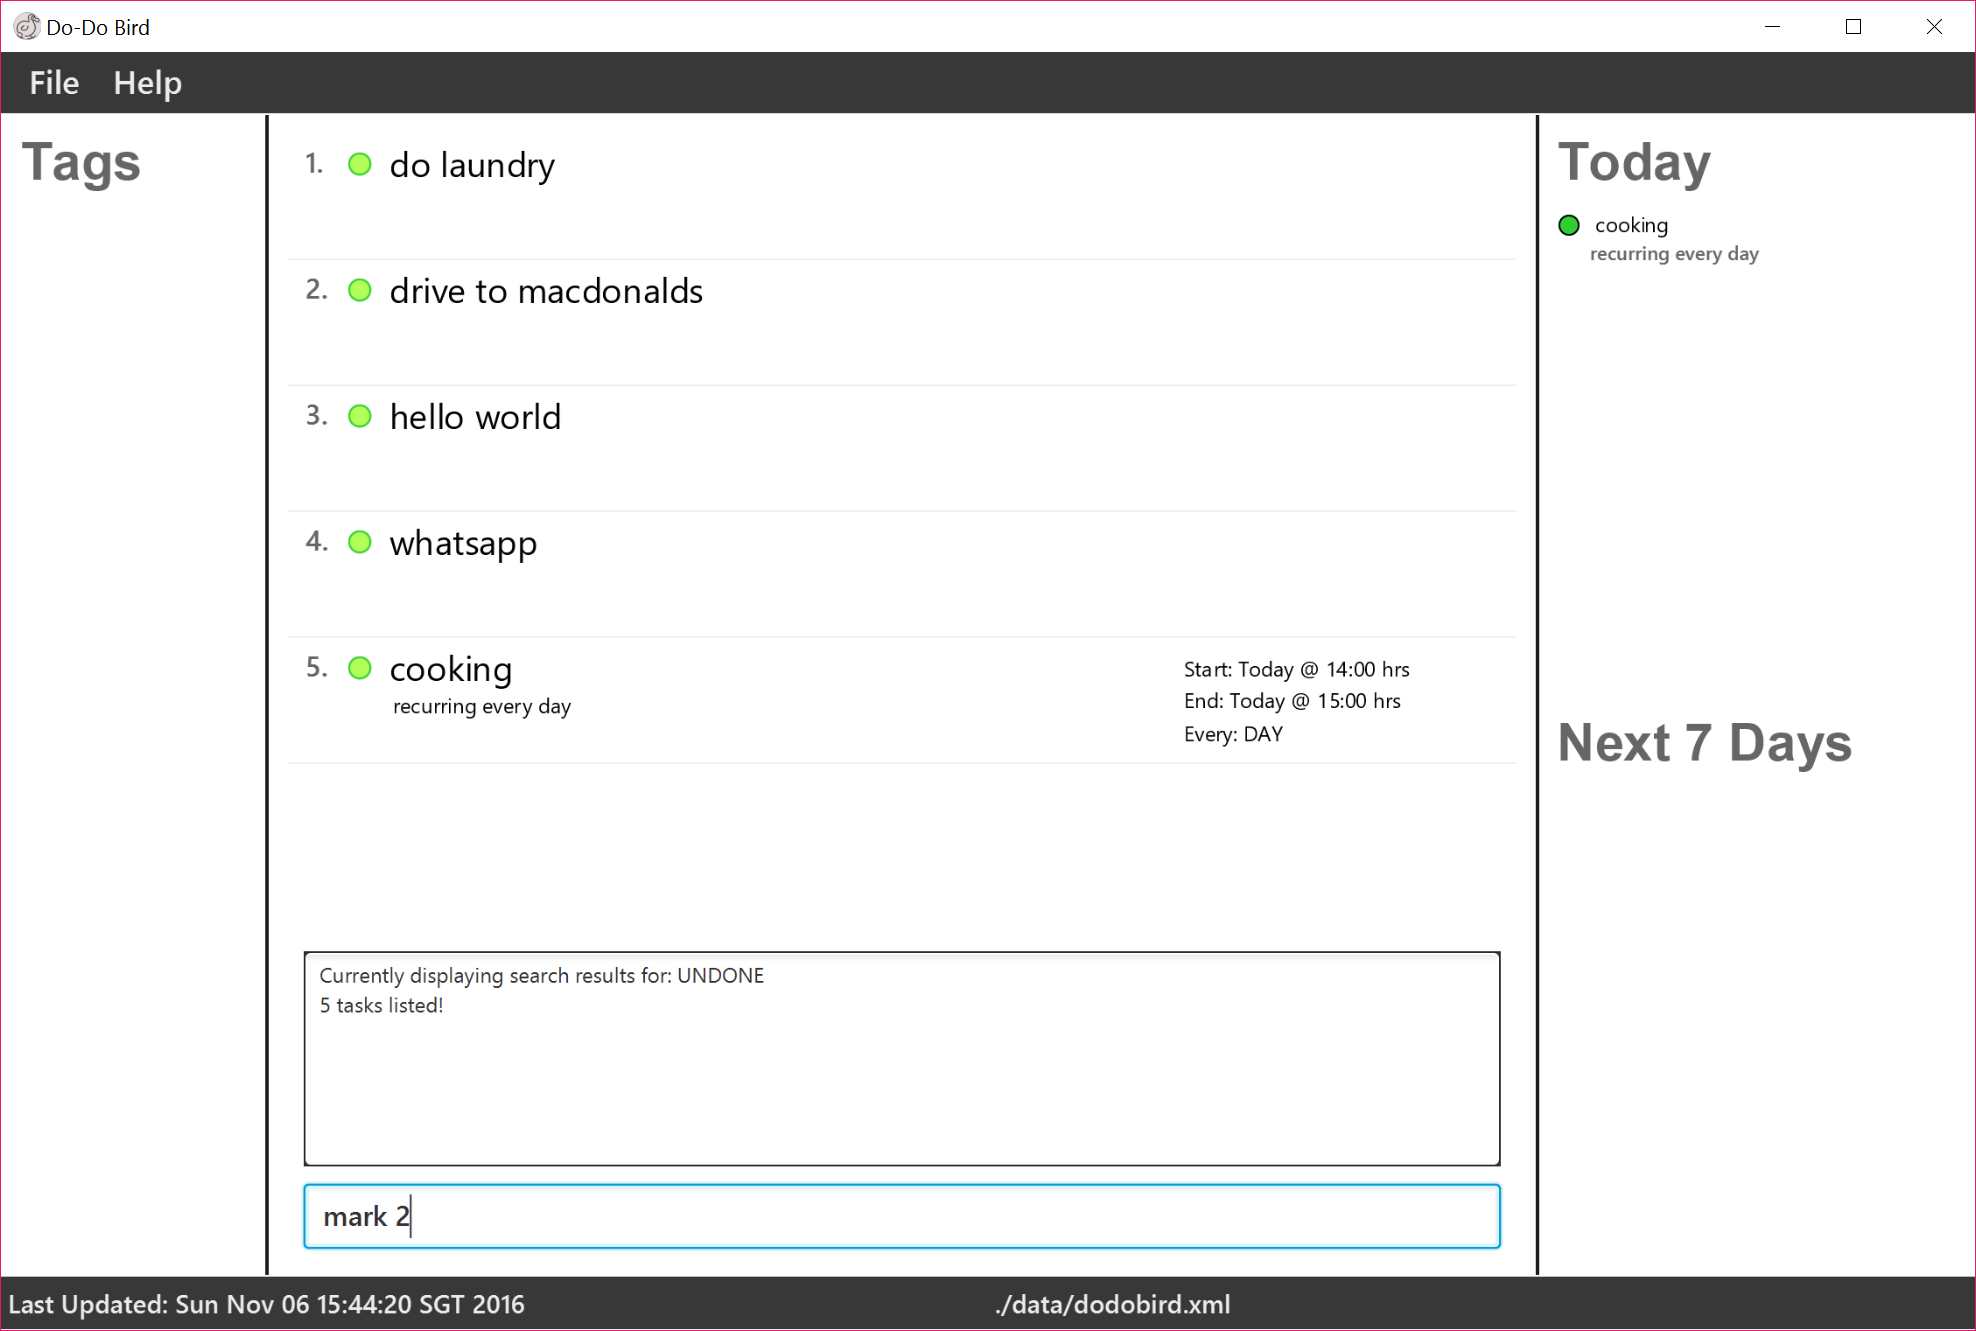 Do-Do Bird
File Help
Tags
1. do laundry
2. drive to macdonalds
3. hello world
4. whatsapp
5. cooking
recurring every day
Start: Today @ 14:00 hrs
End: Today @ 15:00 hrs
Every: DAY
Currently displaying search results for: UNDONE
5 tasks listed!
mark 2
Today
cooking
recurring every day
Next 7 Days
Last Updated: Sun Nov 06 15:44:20 SGT 2016
./data/dodobird.xml